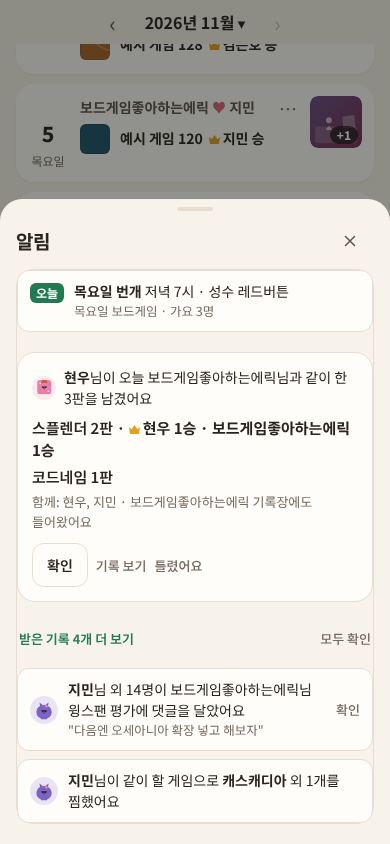 ‹ 2026년 11월 ▾ ›
예시 게임 128 김은호 승
보드게임좋아하는에릭 ♥ 지민 ...
5
예시 게임 120 지민 승
+1
목요일
알림 ×
오늘 목요일 번개 저녁 7시 · 성수 레드버튼
목요일 보드게임 · 가요 3명
현우님이 오늘 보드게임좋아하는에릭님과 같이 한
3판을 남겼어요
스플렌더 2판 · 현우 1승 · 보드게임좋아하는에릭
1승
코드네임 1판
함께: 현우, 지민 · 보드게임좋아하는에릭 기록장에도
들어왔어요
확인 기록 보기 틀렸어요
받은 기록 4개 더 보기 모두 확인
지민님 외 14명이 보드게임좋아하는에릭님
윙스팬 평가에 댓글을 달았어요
확인
"다음엔 오세아니아 확장 넣고 해보자"
지민님이 같이 할 게임으로 캐스캐디아 외 1개를
찜했어요